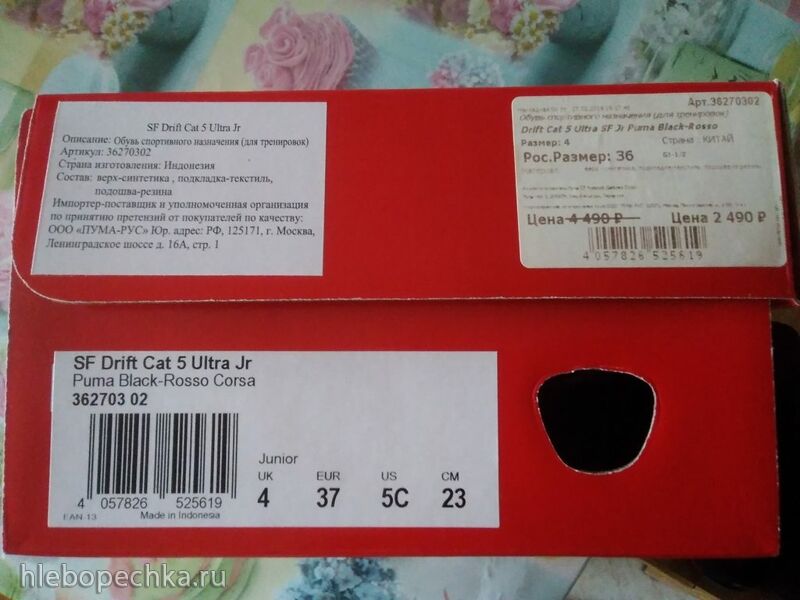 SF Drift Cat 5 Ultra Jr
Описание: Обувь спортивного назначения (для тренировок)
Артикул: 36270302
Страна изготовления: Индонезия
Состав: верх-синтетика , подкладка-текстиль,
подошва-резина
Импортер-поставщик и уполномоченная организация
по принятию претензий от покупателей по качеству:
ООО «ПУМА-РУС» Юр. адрес: РФ, 125171, г. Москва,
Ленинградское шоссе д. 16А, стр. 1
Арт.36270302
Обувь спортивного назначения (для тренировок)
Drift Cat 5 Ultra SF Jr Puma Black-Rosso
Размер: 4 Страна : КИТАЙ
Рос.Размер: 36
Цена 4 490 ₽ Цена 2 490 ₽
4 057826 525619
SF Drift Cat 5 Ultra Jr
Puma Black-Rosso Corsa
362703 02
Junior
UK EUR US CM
4 37 5C 23
4 057826 525619
EAN-13 Made in Indonesia
hlebopechka.ru